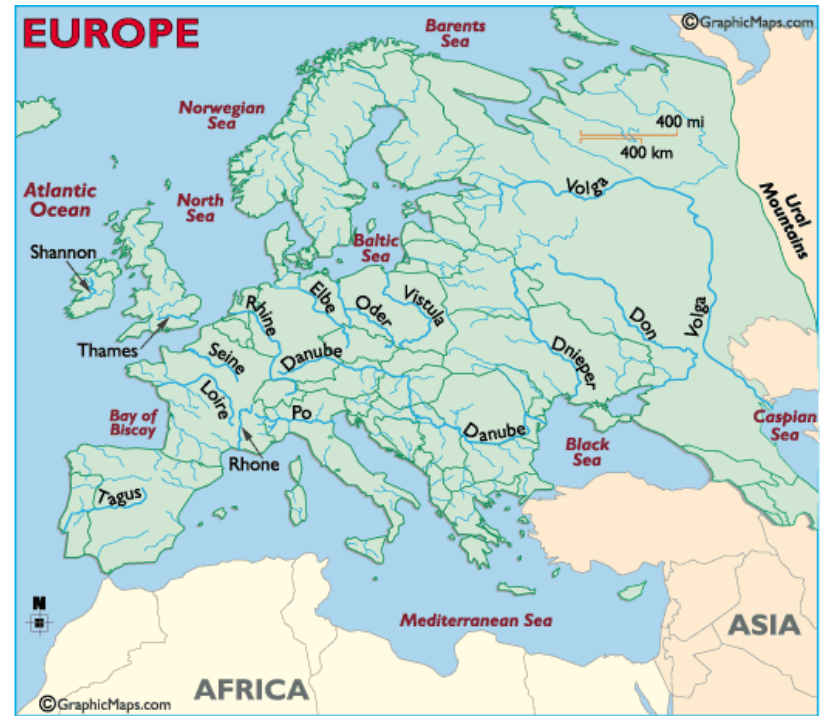 EUROPE
©GraphicMaps.com
Barents
Sea
Norwegian
Sea
400 mi
400 km
Atlantic
Ocean
North
Sea
Volga
Ural
Mountains
Shannon
Baltic
Sea
Thames
Rhine
Elbe
Oder
Vistula
Don
Volga
Seine
Danube
Dnieper
Loire
Bay of
Biscay
Po
Danube
Black
Sea
Caspian
Sea
Rhone
Tagus
N
Mediterranean Sea
ASIA
AFRICA
©GraphicMaps.com